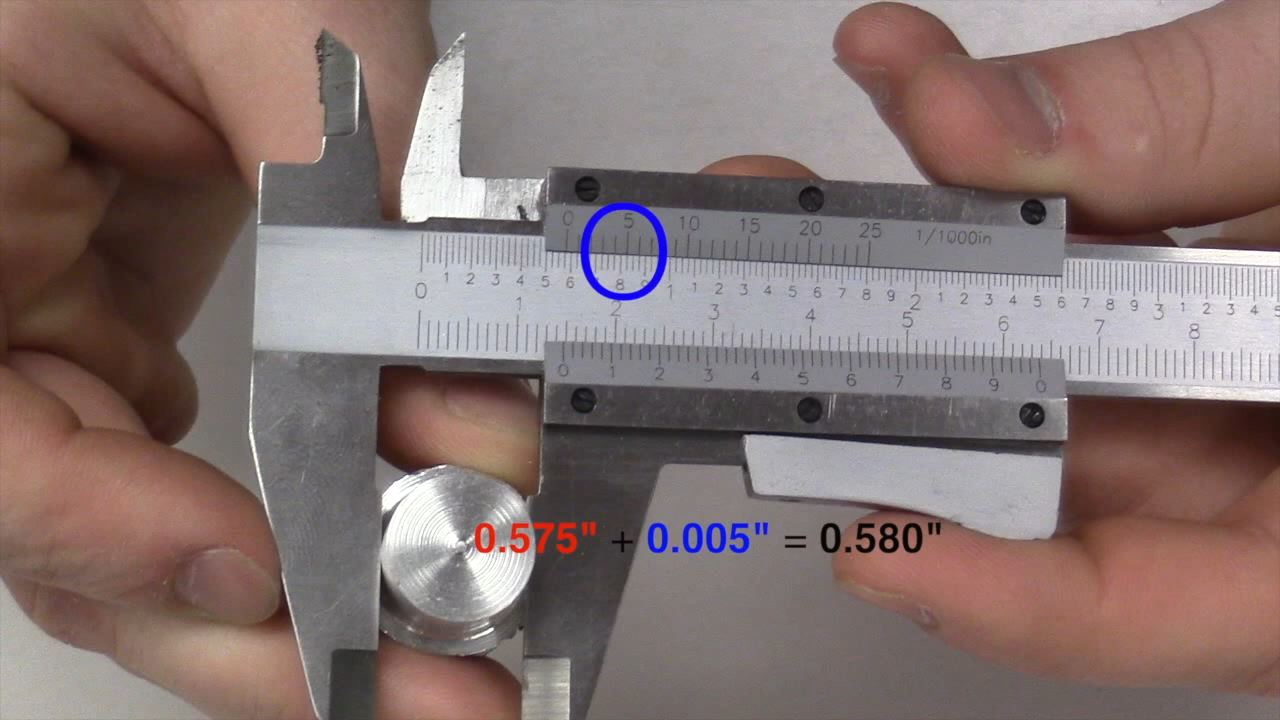 0 5 10 15 20 25 1/1000in
1 2 3 4 5 6 8 9 1 1 2 3 4 5 6 7 8 9 2 1 2 3 4 5 6 7 8 9 3 1 2 3 4 5
0 1 2 3 4 5 6 7 8
0 1 2 3 4 5 6 7 8 9 0
0.575" + 0.005" = 0.580"